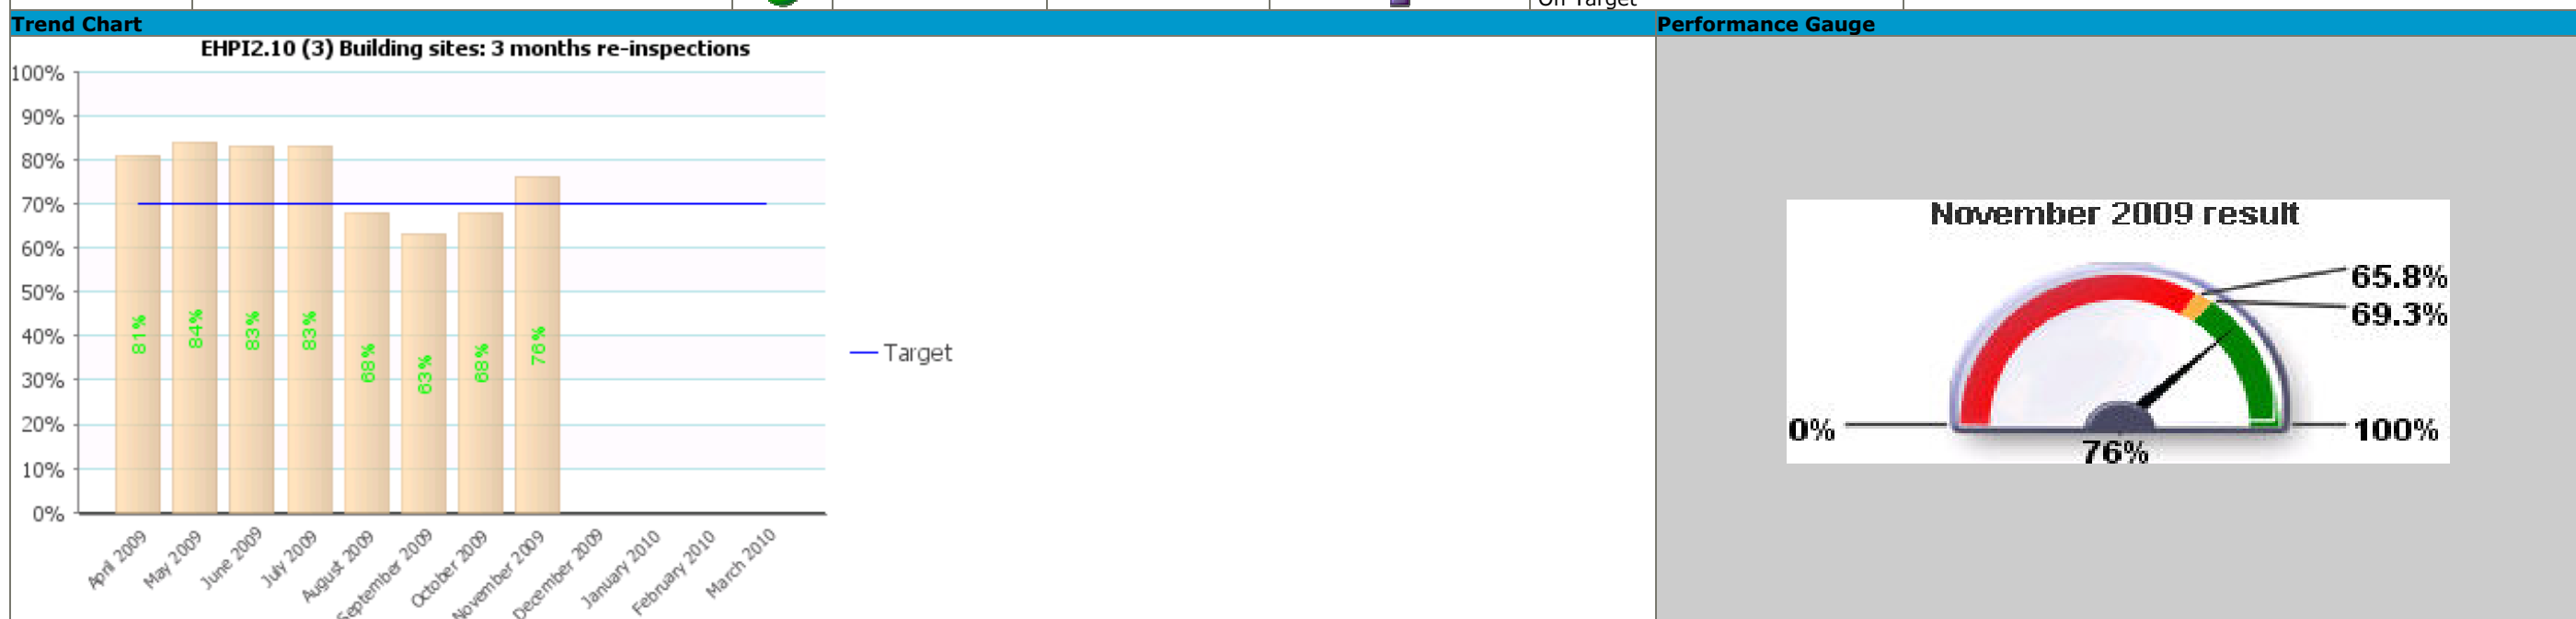 On Target
Trend Chart
Performance Gauge
EHPI2.10 (3) Building sites: 3 months re-inspections
100%
90%
80%
70%
60%
50%
40%
30%
20%
10%
0%
81%
84%
83%
83%
68%
63%
68%
76%
April 2009
May 2009
June 2009
July 2009
August 2009
September 2009
October 2009
November 2009
December 2009
January 2010
February 2010
March 2010
Target
November 2009 result
65.8%
69.3%
0%
100%
76%